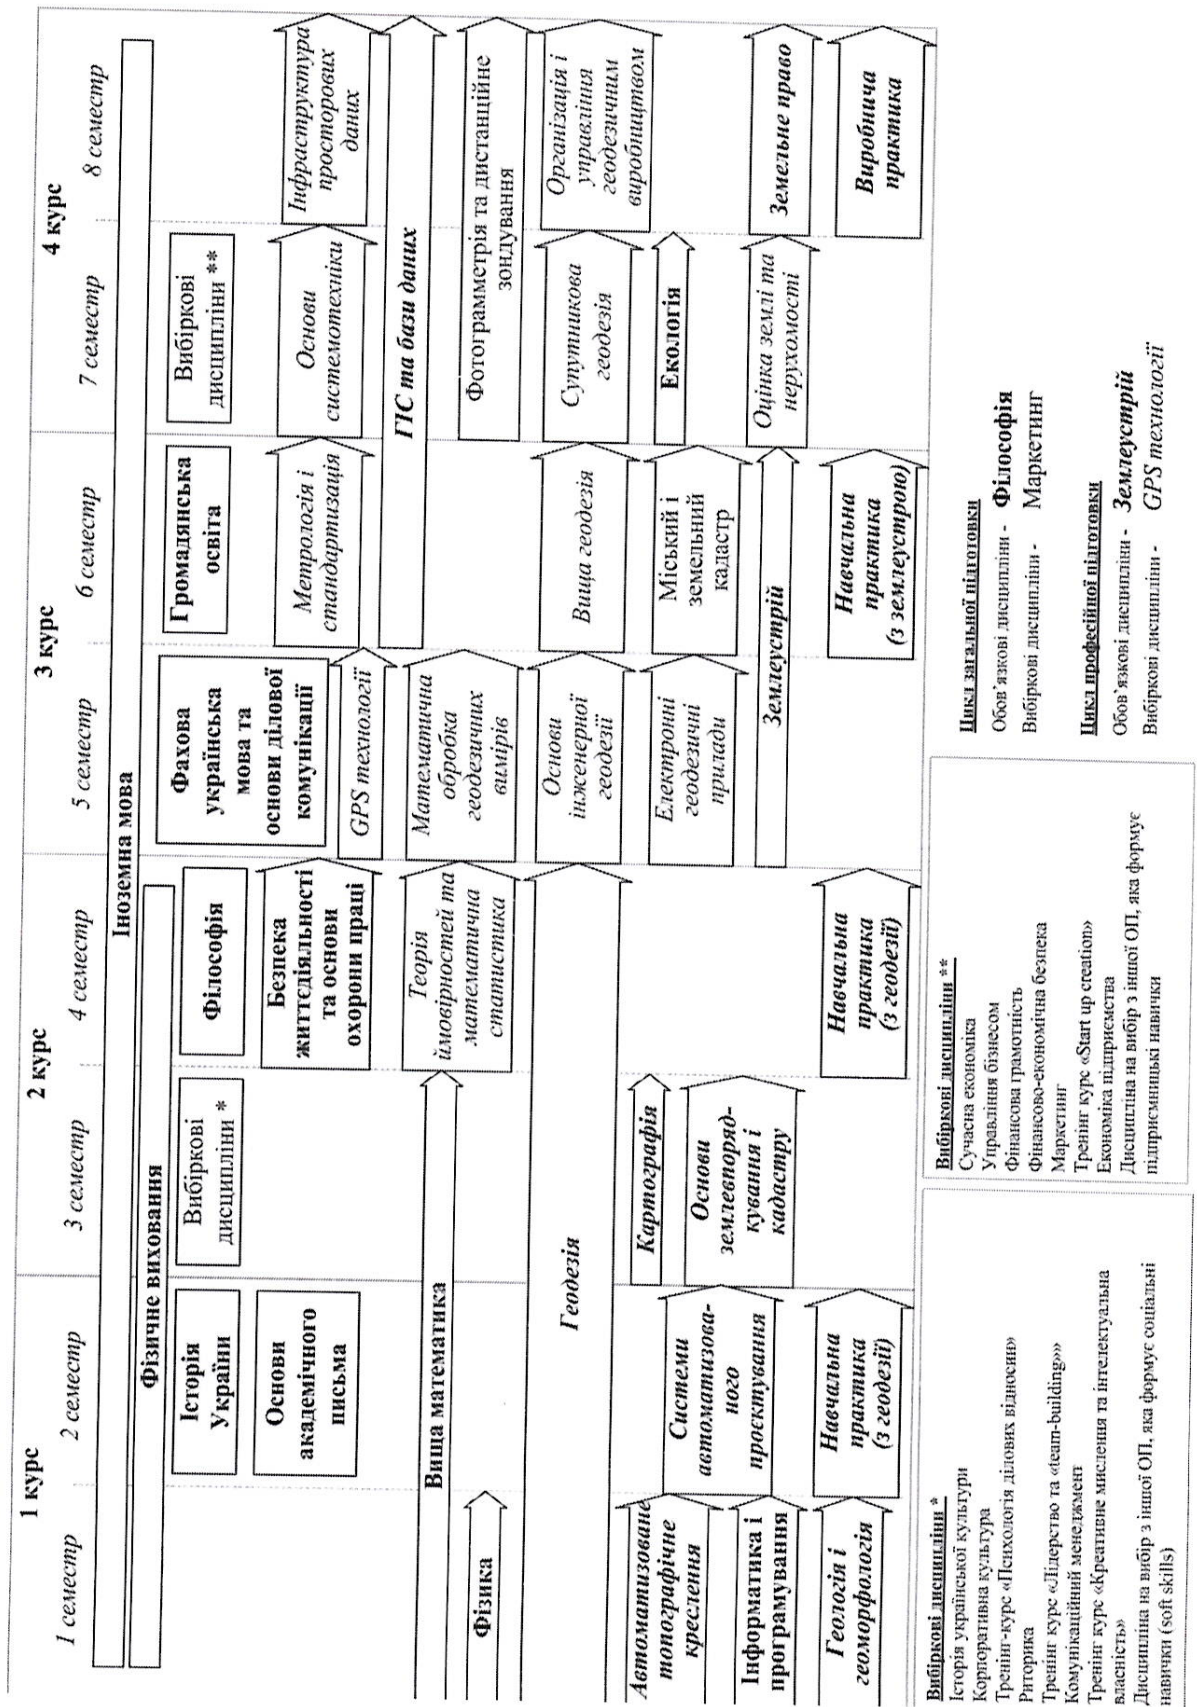 1 курс
2 курс
3 курс
4 курс
1 семестр
2 семестр
3 семестр
4 семестр
5 семестр
6 семестр
7 семестр
8 семестр
Іноземна мова
Фізичне виховання
Історія
України
Вибіркові
дисципліни *
Філософія
Фахова
українська
мова та
основи ділової
комунікації
Громадянська
освіта
Вибіркові
дисципліни **
Основи
академічного
письма
Безпека
життєдіяльності
та основи
охорони праці
GPS технології
Метрологія і
стандартизація
Основи
системотехніки
Інфраструктура
просторових
даних
ГІС та бази даних
Вища математика
Теорія
ймовірностей та
математична
статистика
Математична
обробка
геодезичних
вимірів
Фізика
Фотограмметрія та дистанційне
зондування
Геодезія
Основи
інженерної
геодезії
Вища геодезія
Супутникова
геодезія
Організація і
управління
геодезичним
виробництвом
Автоматизоване
топографічне
креслення
Системи
автоматизова-
ного
проєктування
Картографія
Електронні
геодезичні
прилади
Міський і
земельний
кадастр
Екологія
Інформатика і
програмування
Основи
землевпоряд-
кування і
кадастру
Землеустрій
Оцінка землі та
нерухомості
Земельне право
Геологія і
геоморфологія
Навчальна
практика
(з геодезії)
Навчальна
практика
(з геодезії)
Навчальна
практика
(з землеустрою)
Виробнича
практика
Вибіркові дисципліни *
Історія української культури
Корпоративна культура
Тренінг-курс «Психологія ділових відносин»
Риторика
Тренінг курс «Лідерство та «team-building»»
Комунікаційний менеджмент
Тренінг курс «Креативне мислення та інтелектуальна
власність»
Дисципліна на вибір з іншої ОП, яка формує соціальні
навички (soft skills)
Вибіркові дисципліни **
Сучасна економіка
Управління бізнесом
Фінансова грамотність
Фінансово-економічна безпека
Маркетинг
Тренінг курс «Start up creation»
Економіка підприємства
Дисципліна на вибір з іншої ОП, яка формує
підприємницькі навички
Цикл загальної підготовки
Обов’язкові дисципліни - Філософія
Вибіркові дисципліни - Маркетинг
Цикл професійної підготовки
Обов’язкові дисципліни - Землеустрій
Вибіркові дисципліни - GPS технології